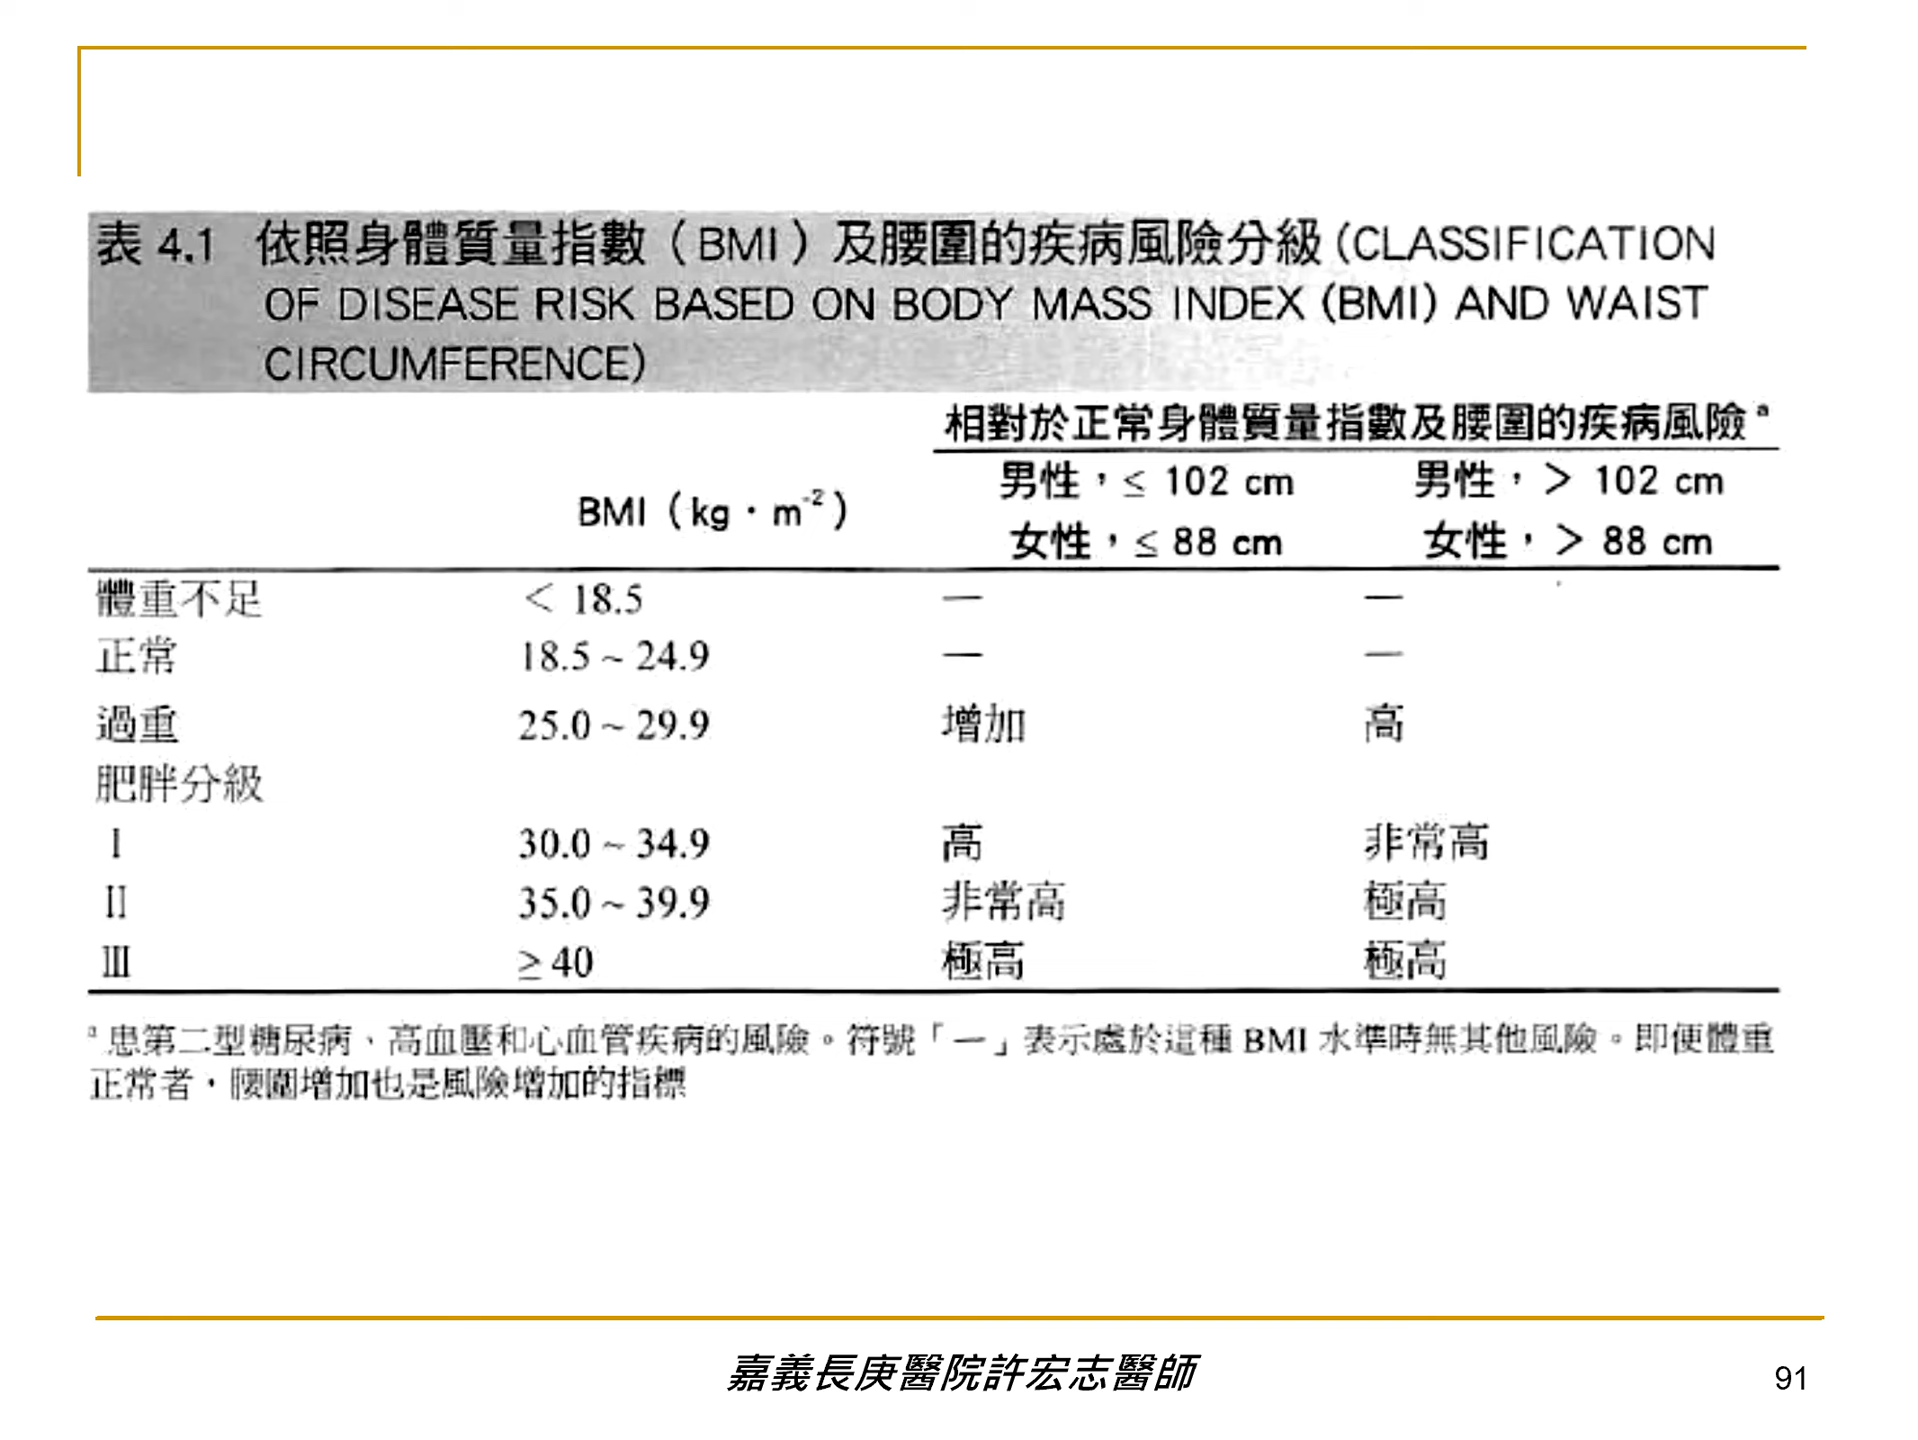 表 4.1 依照身體質量指數（BMI）及腰圍的疾病風險分級 (CLASSIFICATION
OF DISEASE RISK BASED ON BODY MASS INDEX (BMI) AND WAIST
CIRCUMFERENCE)
相對於正常身體質量指數及腰圍的疾病風險 ᵃ
BMI（kg · m⁻²） 男性，≤ 102 cm 男性，＞ 102 cm
女性，≤ 88 cm 女性，＞ 88 cm
體重不足 ＜ 18.5 — —
正常 18.5 ~ 24.9 — —
過重 25.0 ~ 29.9 增加 高
肥胖分級
I 30.0 ~ 34.9 高 非常高
II 35.0 ~ 39.9 非常高 極高
III ≥ 40 極高 極高
ᵃ 患第二型糖尿病、高血壓和心血管疾病的風險。符號「—」表示處於這種 BMI 水準時無其他風險。即便體重
正常者，腰圍增加也是風險增加的指標
嘉義長庚醫院許宏志醫師
91